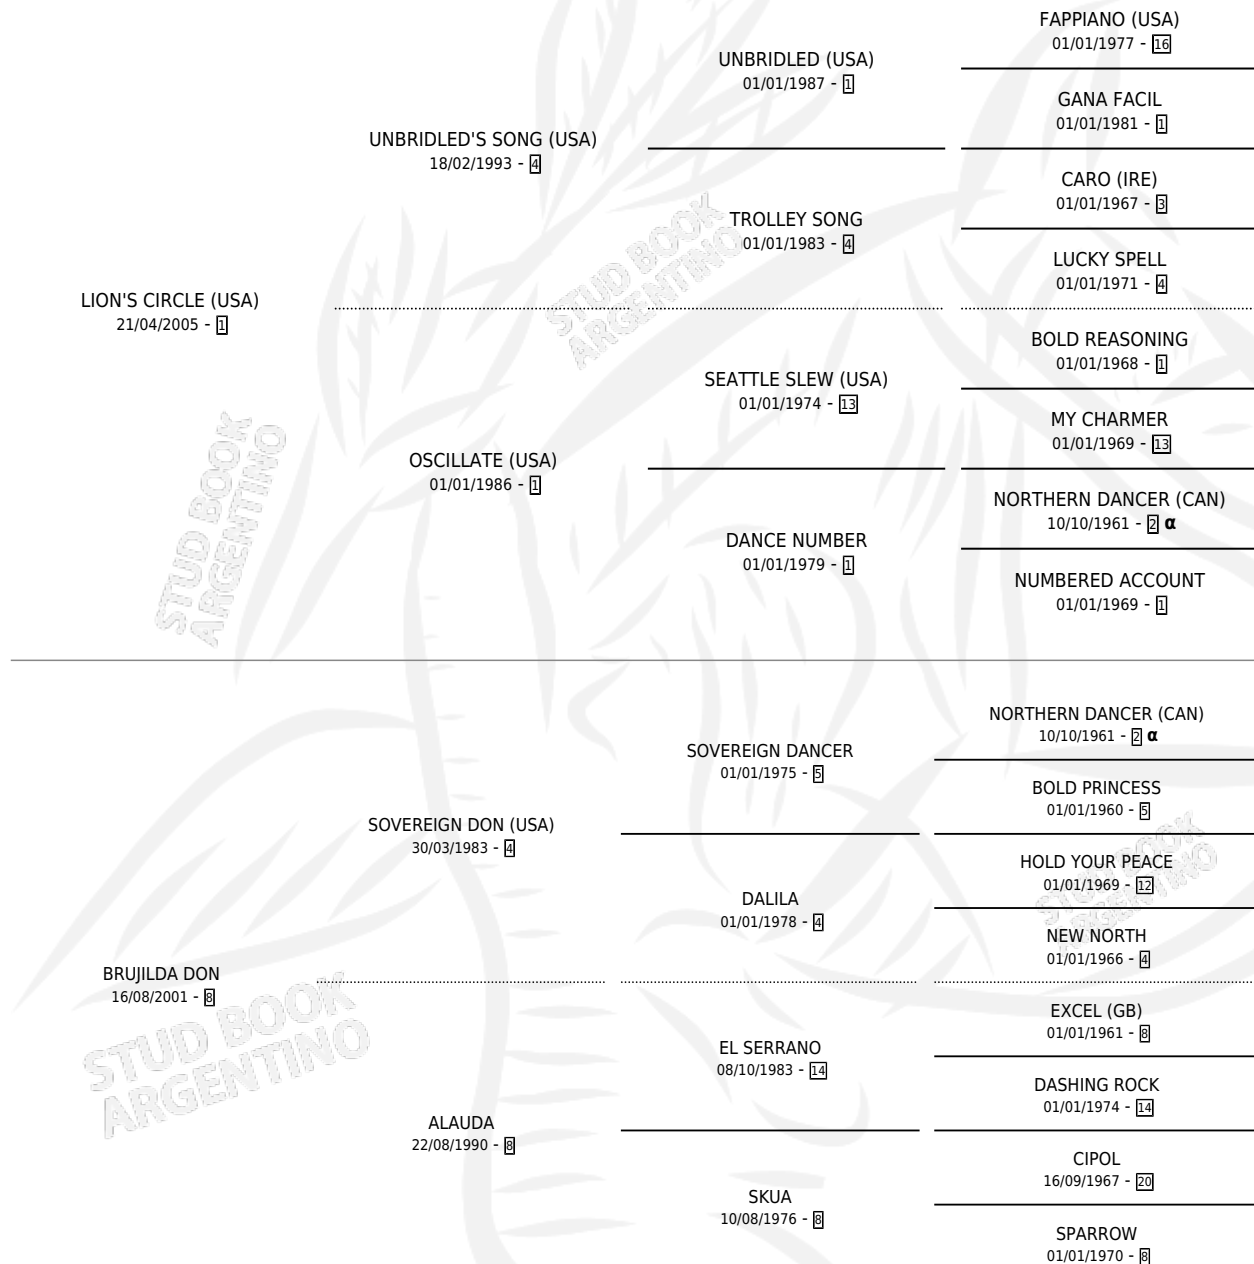 FAPPIANO (USA)
01/01/1977 - 16
UNBRIDLED (USA)
01/01/1987 - 1
GANA FACIL
01/01/1981 - 1
UNBRIDLED'S SONG (USA)
18/02/1993 - 4
CARO (IRE)
01/01/1967 - 3
TROLLEY SONG
01/01/1983 - 4
LUCKY SPELL
01/01/1971 - 4
LION'S CIRCLE (USA)
21/04/2005 - 1
BOLD REASONING
01/01/1968 - 1
SEATTLE SLEW (USA)
01/01/1974 - 13
MY CHARMER
01/01/1969 - 13
OSCILLATE (USA)
01/01/1986 - 1
NORTHERN DANCER (CAN)
10/10/1961 - 2 α
DANCE NUMBER
01/01/1979 - 1
NUMBERED ACCOUNT
01/01/1969 - 1
NORTHERN DANCER (CAN)
10/10/1961 - 2 α
SOVEREIGN DANCER
01/01/1975 - 5
BOLD PRINCESS
01/01/1960 - 5
SOVEREIGN DON (USA)
30/03/1983 - 4
HOLD YOUR PEACE
01/01/1969 - 12
DALILA
01/01/1978 - 4
NEW NORTH
01/01/1966 - 4
BRUJILDA DON
16/08/2001 - 8
EXCEL (GB)
01/01/1961 - 8
EL SERRANO
08/10/1983 - 14
DASHING ROCK
01/01/1974 - 14
ALAUDA
22/08/1990 - 8
CIPOL
16/09/1967 - 20
SKUA
10/08/1976 - 8
SPARROW
01/01/1970 - 8
STUD BOOK
ARGENTINO
STUD BOOK
ARGENTINO
STUD BOOK
ARGENTINO
STUD BOOK
ARGENTINO